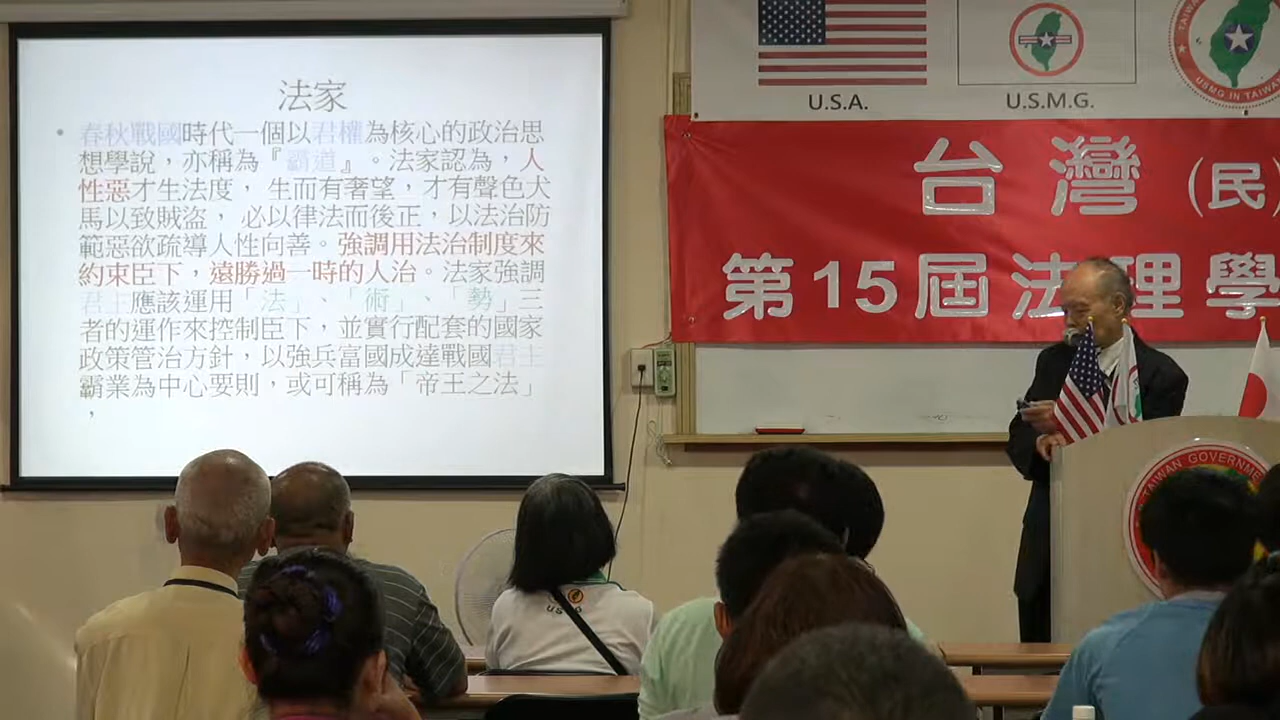 法家
• 春秋戰國時代一個以君權為核心的政治思
想學說，亦稱為『霸道』。法家認為，人
性惡才生法度， 生而有奢望，才有聲色犬
馬以致賊盜， 必以律法而後正，以法治防
範惡欲疏導人性向善。強調用法治制度來
約束臣下，遠勝過一時的人治。法家強調
君主應該運用「法」、「術」、「勢」三
者的運作來控制臣下，並實行配套的國家
政策管治方針，以強兵富國成達戰國君主
霸業為中心要則，或可稱為「帝王之法」
，
U.S.A.
U.S.M.G.
USMG IN TAIWAN
台灣(民
第15屆法理學
TAIWAN GOVERNMENT